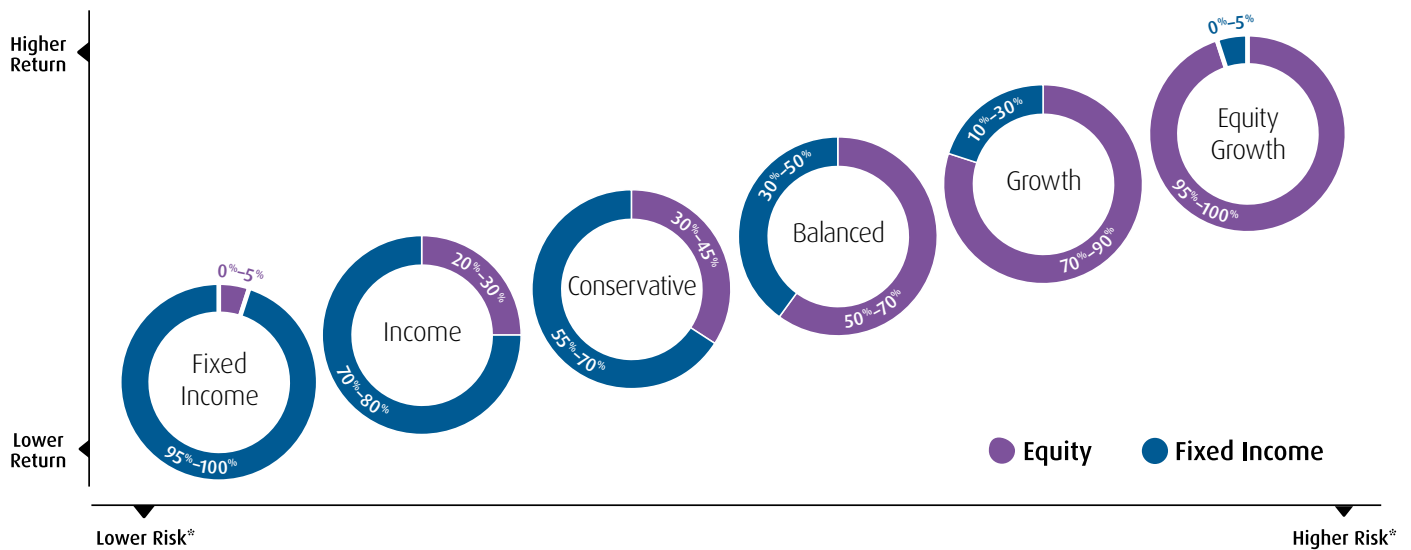 Higher
Return
Lower
Return
0%–5%
Fixed
Income
95%–100%
20%–30%
Income
70%–80%
30%–45%
Conservative
55%–70%
30%–50%
Balanced
50%–70%
10%–30%
Growth
70%–90%
0%–5%
Equity
Growth
95%–100%
Equity
Fixed Income
Lower Risk*
Higher Risk*